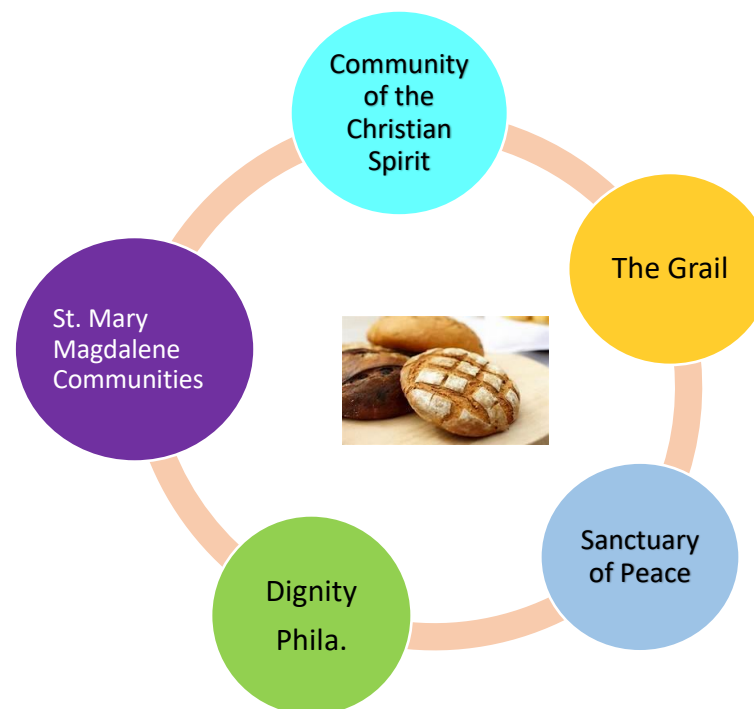 Community
of the
Christian
Spirit
The Grail
Sanctuary
of Peace
Dignity
Phila.
St. Mary
Magdalene
Communities